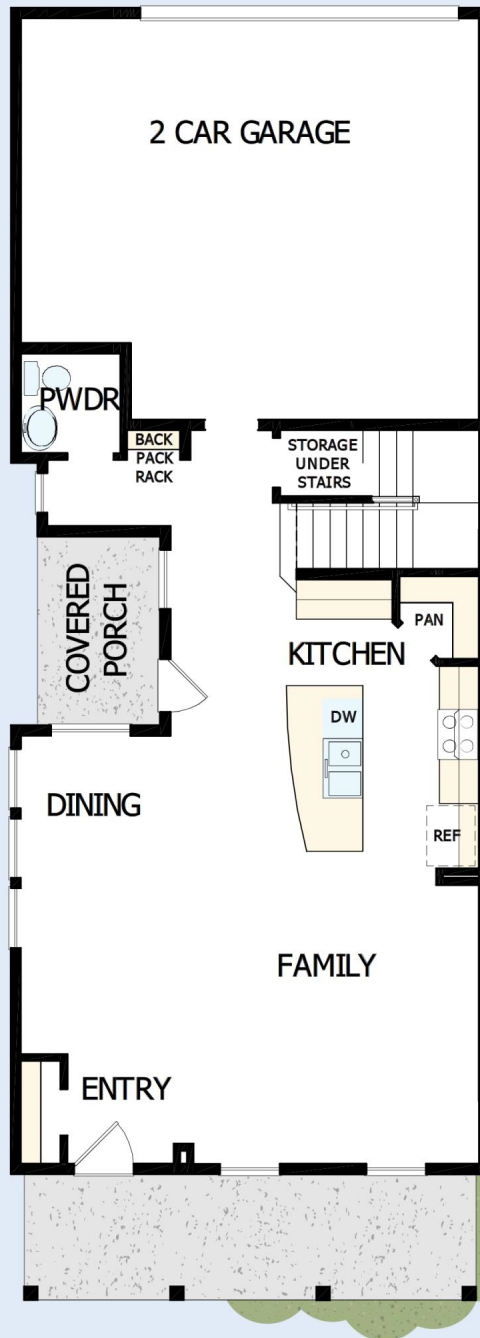 2 CAR GARAGE
PWDR
BACK
PACK
RACK
STORAGE
UNDER
STAIRS
COVERED
PORCH
PAN
KITCHEN
DW
DINING
REF
FAMILY
ENTRY